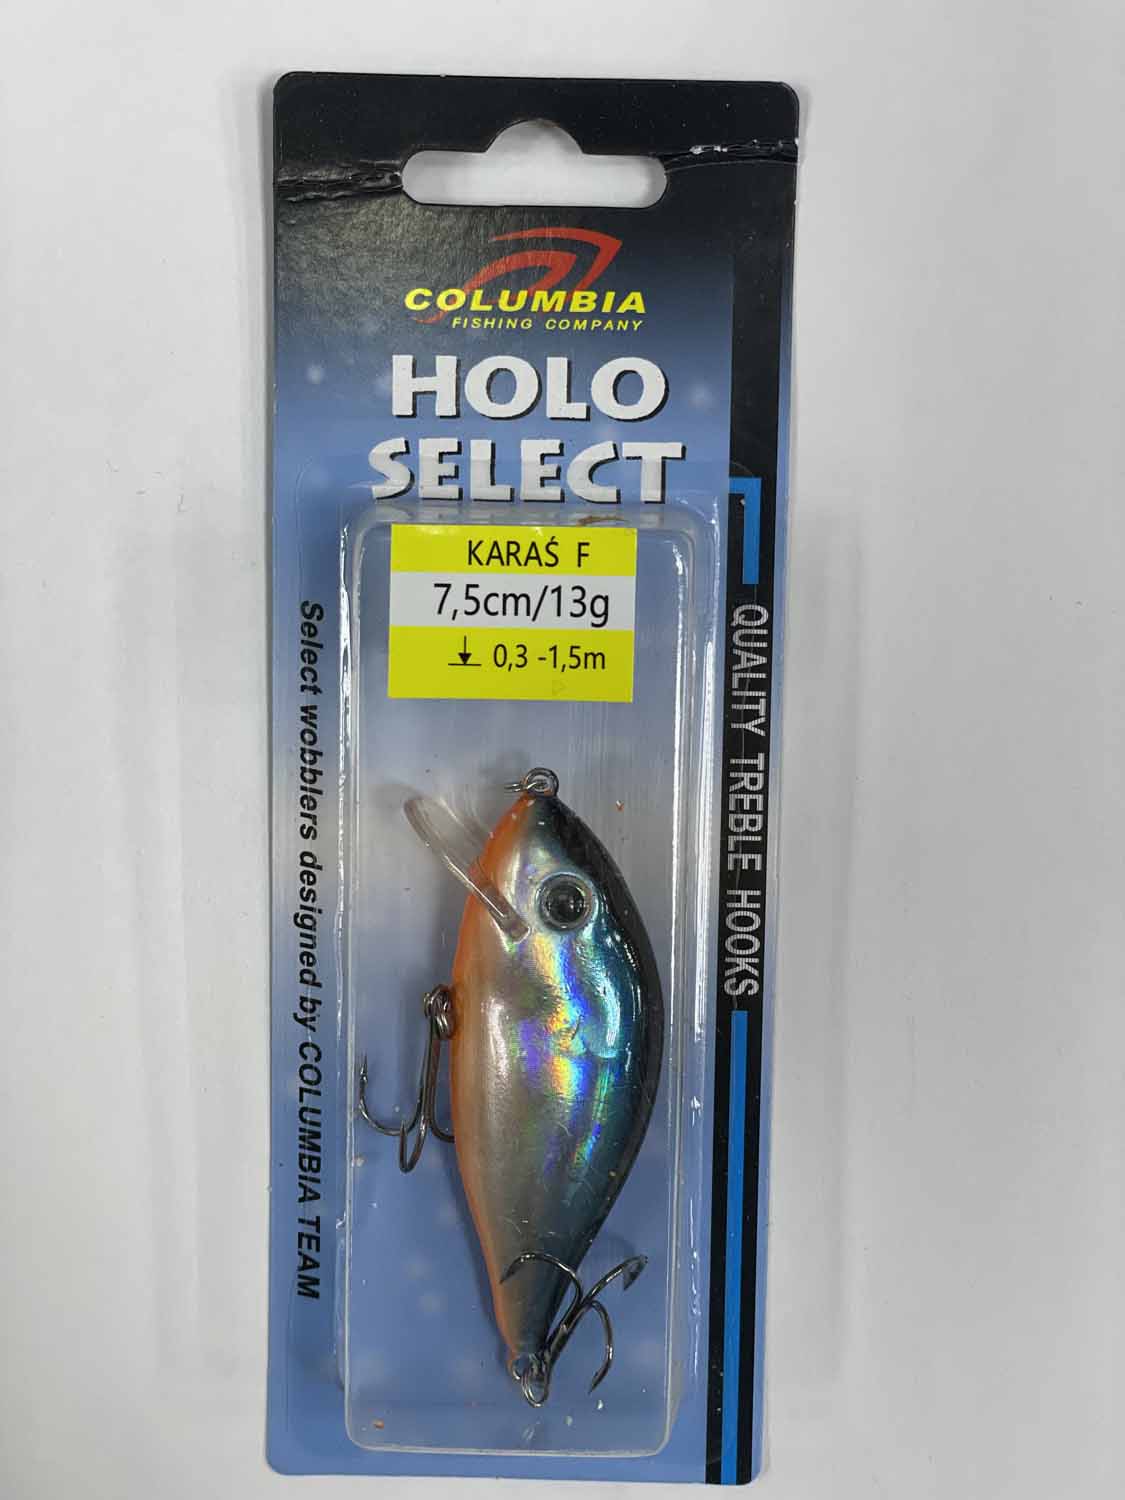 COLUMBIA
FISHING COMPANY
HOLO
SELECT
KARAŚ F
7,5cm/13g
0,3 -1,5m
Select wobblers designed by COLUMBIA TEAM
QUALITY TREBLE HOOKS